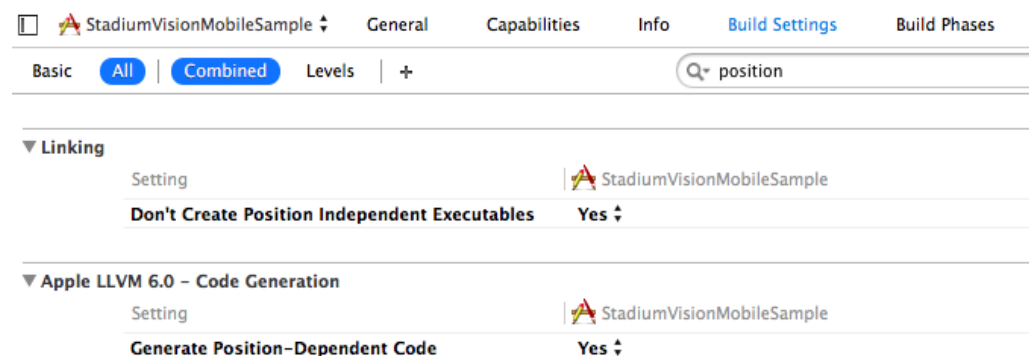 StadiumVisionMobileSample General Capabilities Info Build Settings Build Phases
Basic All Combined Levels + position
Linking
Setting StadiumVisionMobileSample
Don't Create Position Independent Executables Yes
Apple LLVM 6.0 – Code Generation
Setting StadiumVisionMobileSample
Generate Position-Dependent Code Yes